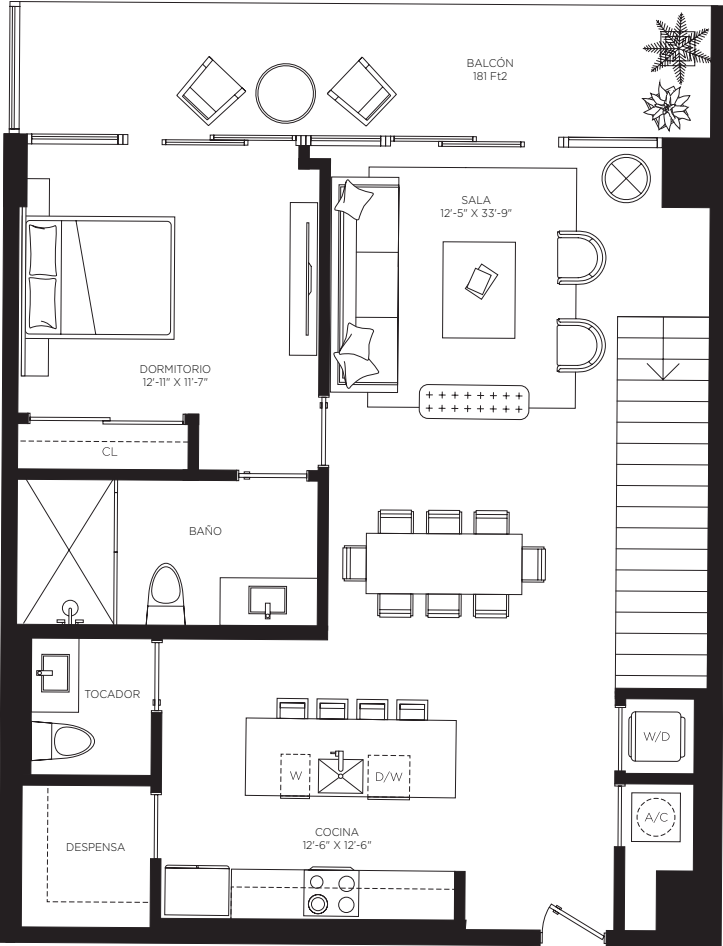 BALCÓN
181 Ft2
SALA
12'-5" X 33'-9"
DORMITORIO
12'-11" X 11'-7"
CL
BAÑO
TOCADOR
W/D
W
D/W
A/C
COCINA
12'-6" X 12'-6"
DESPENSA